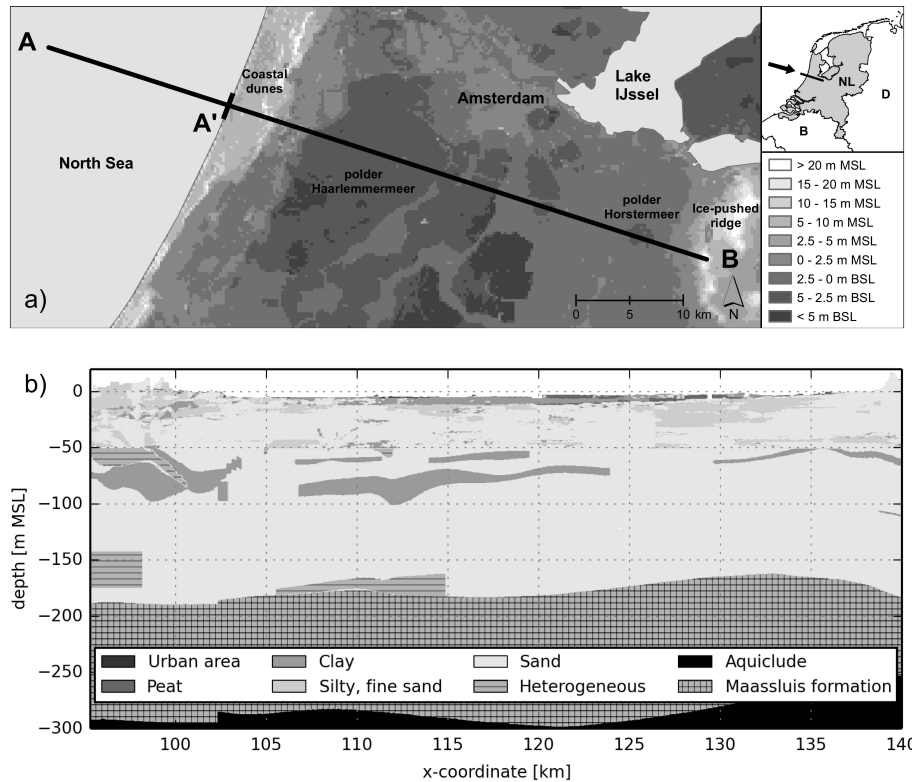 A
Coastal
dunes
A'
North Sea
Amsterdam
Lake
IJssel
polder
Haarlemmermeer
polder
Horstermeer
Ice-pushed
ridge
B
a)
0 5 10 km
N
NL
D
B
> 20 m MSL
15 - 20 m MSL
10 - 15 m MSL
5 - 10 m MSL
2.5 - 5 m MSL
0 - 2.5 m MSL
2.5 - 0 m BSL
5 - 2.5 m BSL
< 5 m BSL
b)
0
−50
−100
−150
−200
−250
−300
depth [m MSL]
Urban area
Clay
Sand
Aquiclude
Peat
Silty, fine sand
Heterogeneous
Maassluis formation
100 105 110 115 120 125 130 135 140
x-coordinate [km]